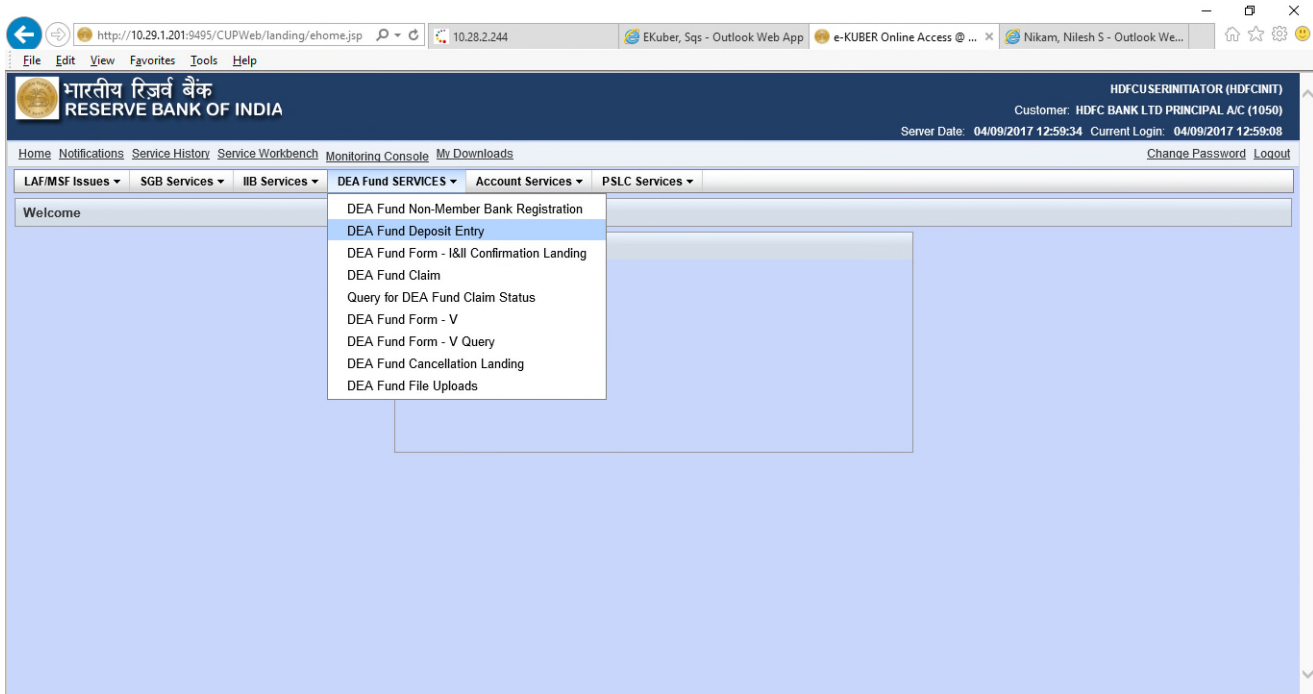 http://10.29.1.201:9495/CUPWeb/landing/ehome.jsp
10.28.2.244
EKuber, Sqs - Outlook Web App
e-KUBER Online Access @ ...
Nikam, Nilesh S - Outlook We...
File Edit View Favorites Tools Help
भारतीय रिज़र्व बैंक
RESERVE BANK OF INDIA
HDFCUSERINITIATOR (HDFCINIT)
Customer: HDFC BANK LTD PRINCIPAL A/C (1050)
Server Date: 04/09/2017 12:59:34 Current Login: 04/09/2017 12:59:08
Home Notifications Service History Service Workbench Monitoring Console My Downloads Change Password Logout
LAF/MSF Issues SGB Services IIB Services DEA Fund SERVICES Account Services PSLC Services
Welcome
DEA Fund Non-Member Bank Registration
DEA Fund Deposit Entry
DEA Fund Form - I&II Confirmation Landing
DEA Fund Claim
Query for DEA Fund Claim Status
DEA Fund Form - V
DEA Fund Form - V Query
DEA Fund Cancellation Landing
DEA Fund File Uploads